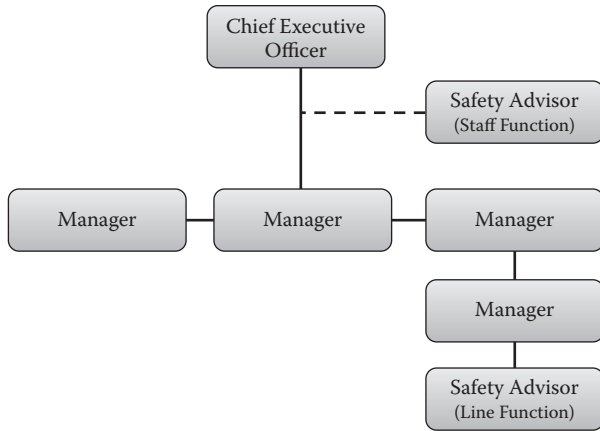 Chief Executive
Officer
Safety Advisor
(Staff Function)
Manager
Manager
Manager
Manager
Safety Advisor
(Line Function)